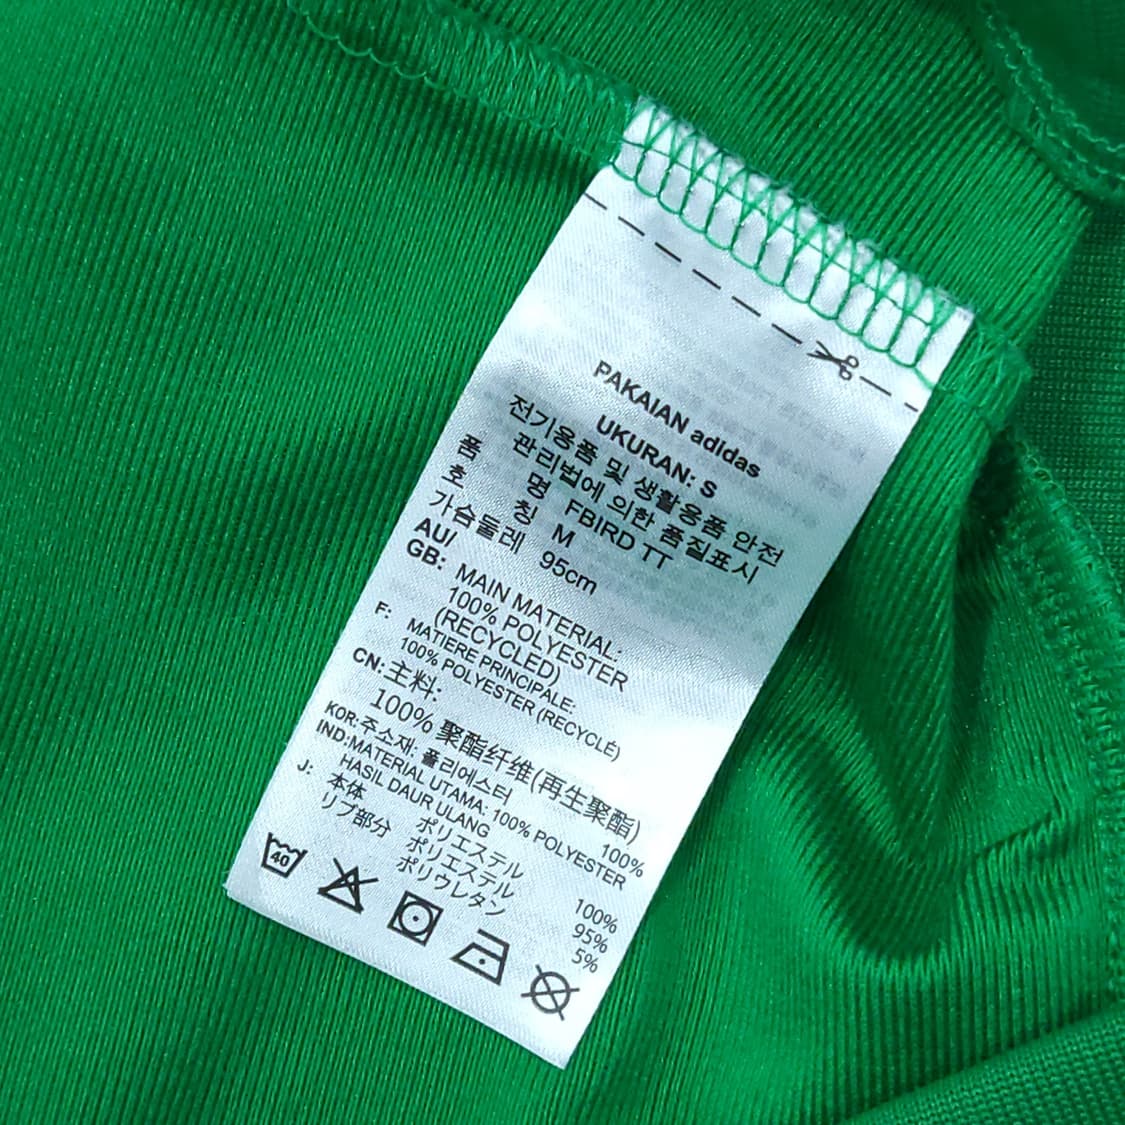 PAKAIAN adidas
UKURAN: S
전기용품 및 생활용품 안전
관리법에 의한 품질표시
품 명 FBIRD TT
호 칭 M
가슴둘레 95cm
AU/
GB: MAIN MATERIAL:
100% POLYESTER
(RECYCLED)
F: MATIERE PRINCIPALE:
100% POLYESTER (RECYCLÉ)
CN: 主料:
100% 聚酯纤维(再生聚酯)
KOR: 주소재: 폴리에스터 100%
IND: MATERIAL UTAMA: 100% POLYESTER
HASIL DAUR ULANG
J: 本体 ポリエステル 100%
リブ部分 ポリエステル 95%
ポリウレタン 5%
40